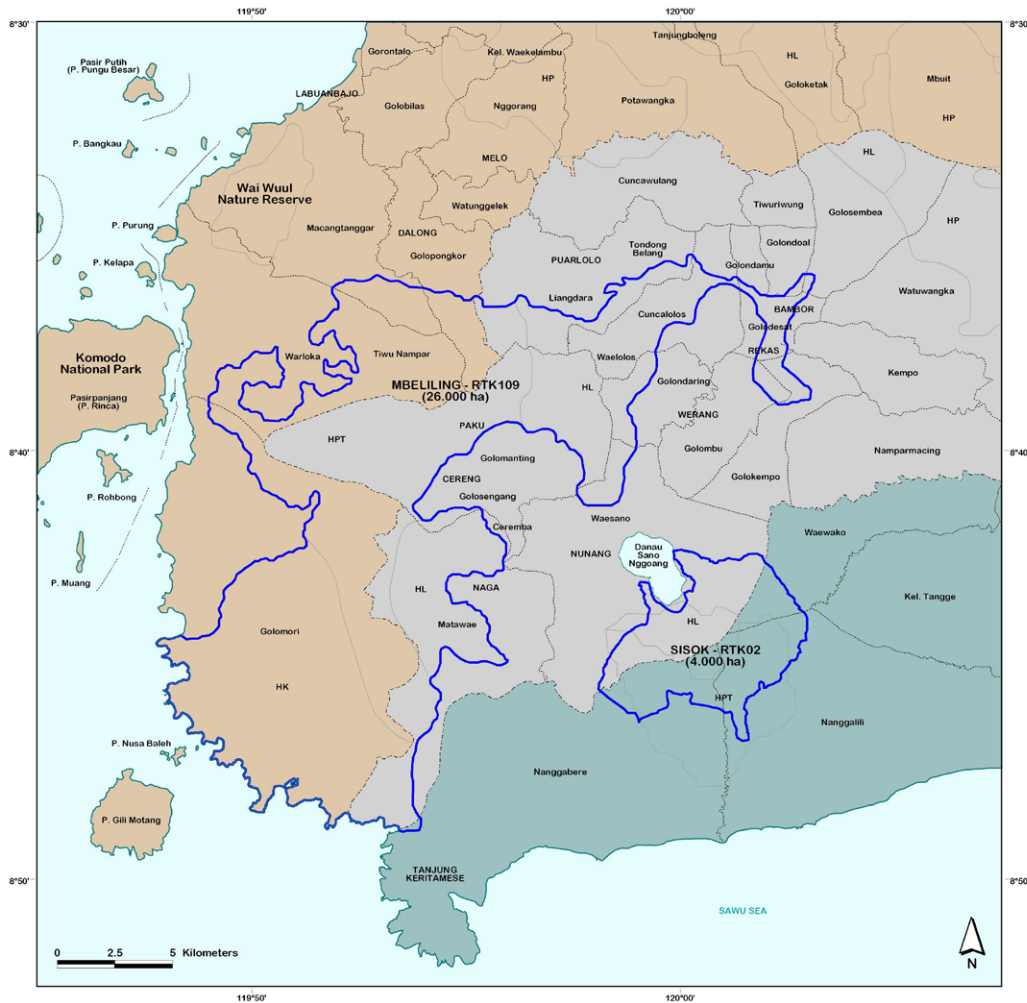 119°50'
120°00'
8°30'
8°30'
Pasir Putih
(P. Pungu Besar)
Gorontalo
Kel. Waekelambu
Tanjungboleng
HL
Goloketak
Mbuit
HP
LABUANBAJO
Golobilas
Nggorang
Potawangka
HP
P. Bangkau
MELO
HL
Wai Wuul
Nature Reserve
Cuncawulang
Watunggelek
Tiwuriwung
Golosembea
HP
Macangtanggar
P. Purung
DALONG
Golopongkor
Tondong
Belang
Golondoal
P. Kelapa
PUARLOLO
Golondamu
Watuwangka
Liangdara
Cuncalolos
BAMBOR
Golodesat
Komodo
National Park
Warloka
Tiwu Nampar
Waelolos
REKAS
Kempo
Pasirpanjang
(P. Rinca)
MBELILING - RTK109
(26.000 ha)
HL
Golondaring
WERANG
PAKU
HPT
8°40'
8°40'
Golomanting
Golombu
Namparmacing
P. Rohbong
CERENG
Golokempo
Golosengang
Ceremba
Waesano
Waewako
P. Muang
NUNANG
Danau
Sano
Nggoang
HL
NAGA
Kel. Tangge
Matawae
HL
Golomori
SISOK - RTK02
(4.000 ha)
HK
HPT
Nanggalili
P. Nusa Baleh
Nanggabere
P. Gili Motang
TANJUNG
KERITAMESE
8°50'
8°50'
SAWU SEA
0 2.5 5 Kilometers
N
119°50'
120°00'